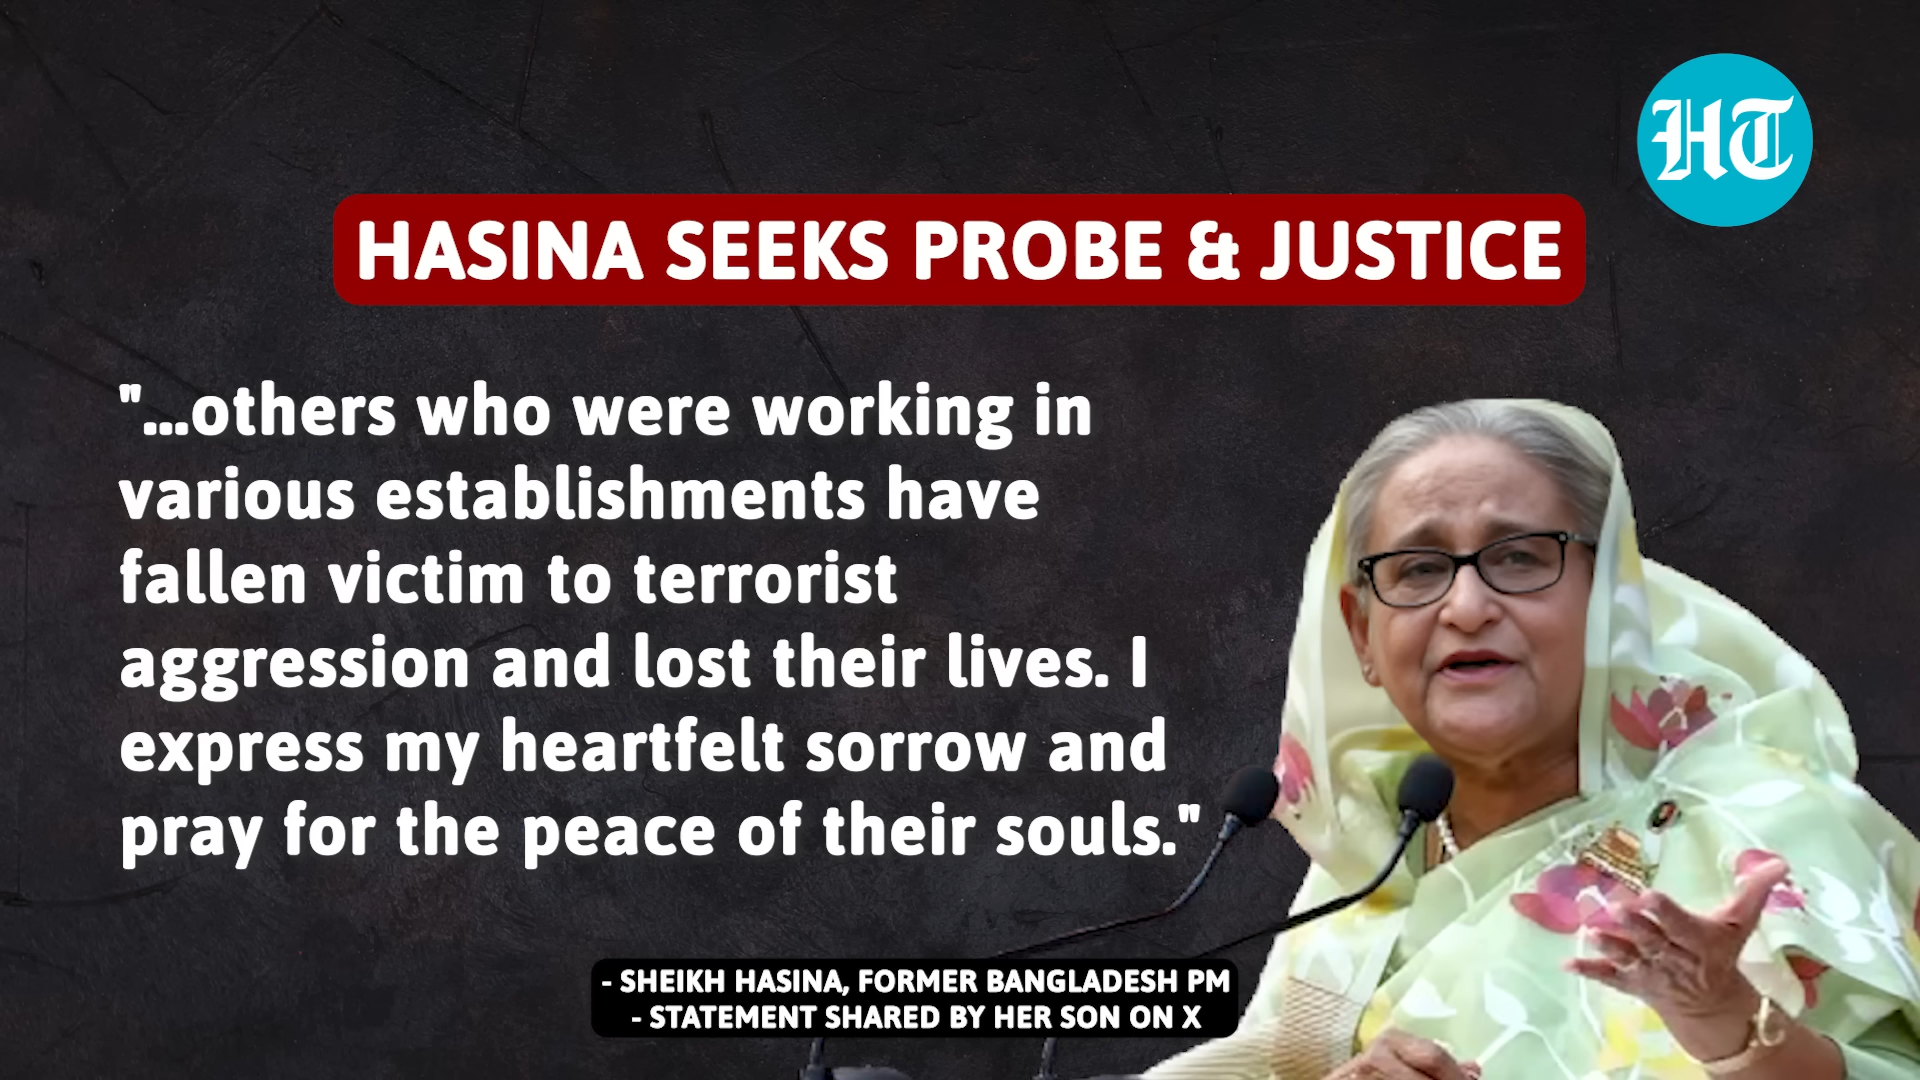 HT
HASINA SEEKS PROBE & JUSTICE
"...others who were working in
various establishments have
fallen victim to terrorist
aggression and lost their lives. I
express my heartfelt sorrow and
pray for the peace of their souls."
- SHEIKH HASINA, FORMER BANGLADESH PM
- STATEMENT SHARED BY HER SON ON X